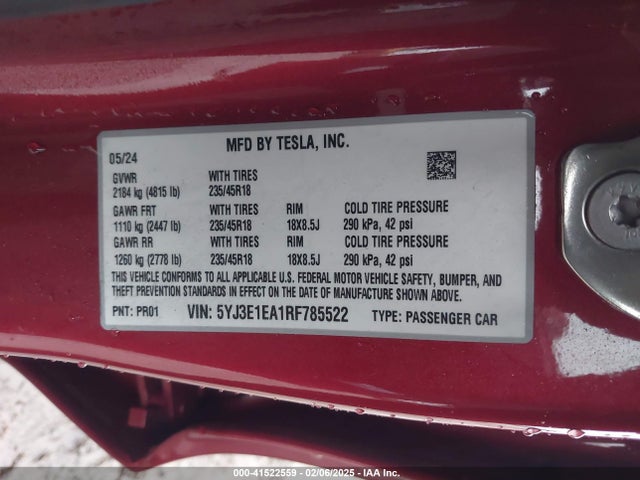 MFD BY TESLA, INC.
05/24
GVWR WITH TIRES
2184 kg (4815 lb) 235/45R18
GAWR FRT WITH TIRES RIM COLD TIRE PRESSURE
1110 kg (2447 lb) 235/45R18 18X8.5J 290 kPa, 42 psi
GAWR RR WITH TIRES RIM COLD TIRE PRESSURE
1260 kg (2778 lb) 235/45R18 18X8.5J 290 kPa, 42 psi
THIS VEHICLE CONFORMS TO ALL APPLICABLE U.S. FEDERAL MOTOR VEHICLE SAFETY, BUMPER, AND
THEFT PREVENTION STANDARDS IN EFFECT ON THE DATE OF MANUFACTURE SHOWN ABOVE.
PNT: PR01 VIN: 5YJ3E1EA1RF785522 TYPE: PASSENGER CAR
000-41522559 - 02/06/2025 - IAA Inc.